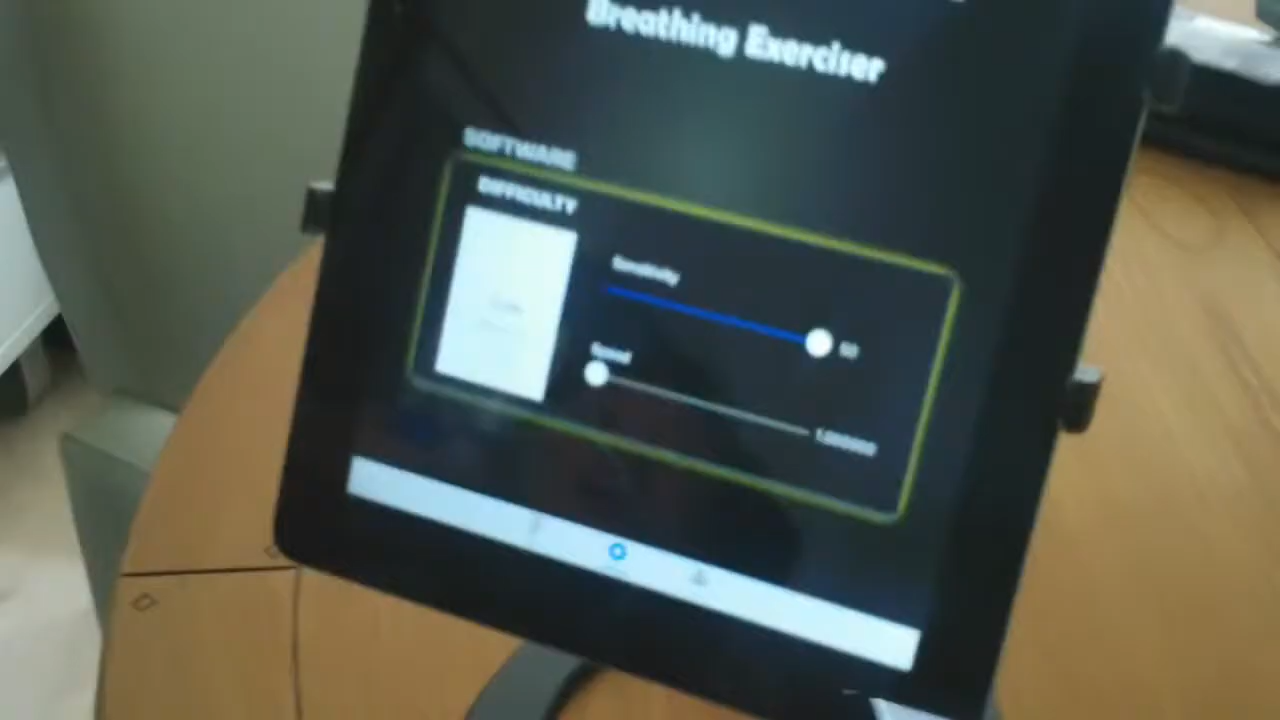 Breathing Exerciser
SOFTWARE
DIFFICULTY
Sensitivity
Speed